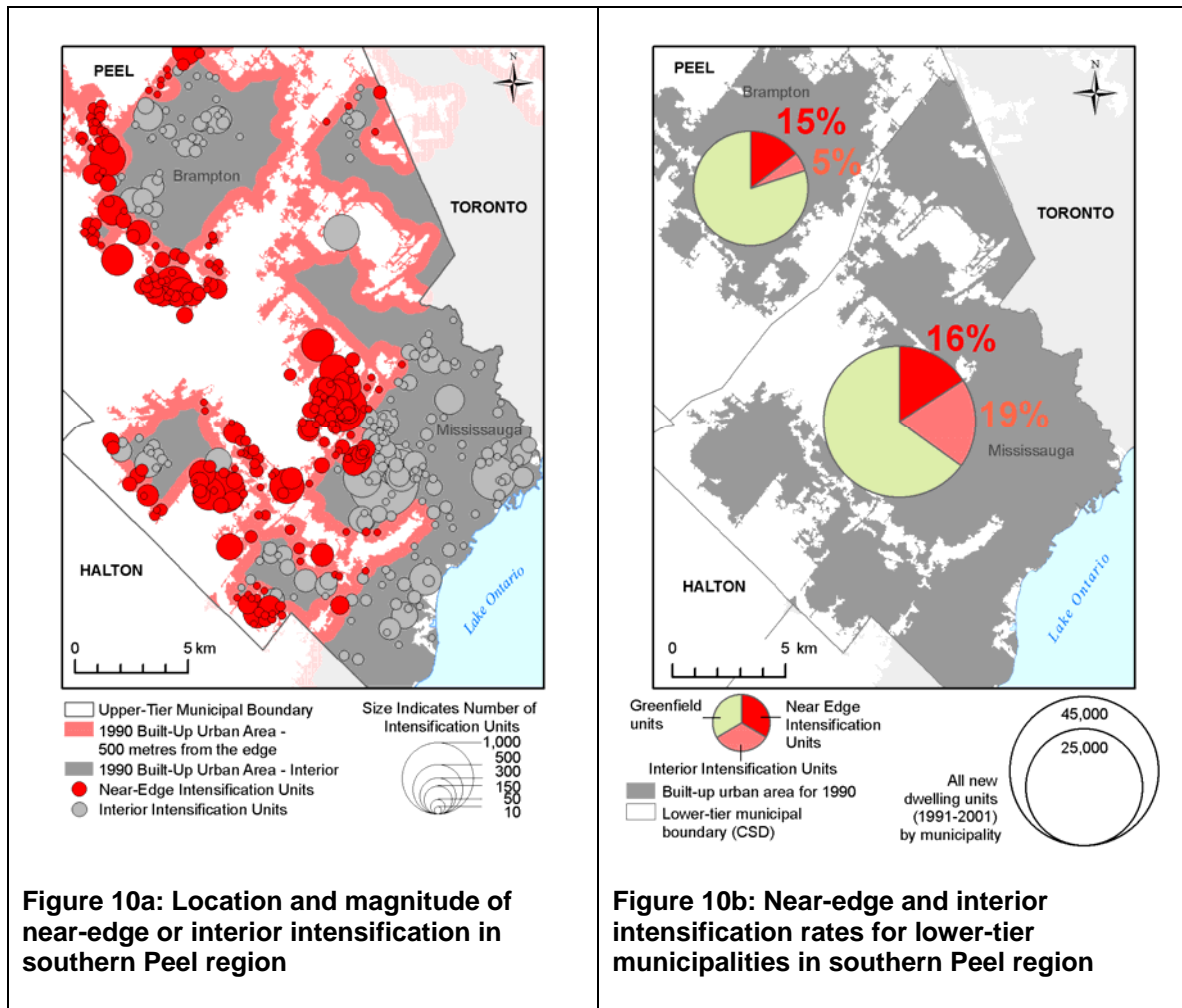 N
PEEL
Brampton
TORONTO
Mississauga
HALTON
Lake Ontario
0 5 km
Upper-Tier Municipal Boundary
1990 Built-Up Urban Area -
500 metres from the edge
1990 Built-Up Urban Area - Interior
Near-Edge Intensification Units
Interior Intensification Units
Size Indicates Number of
Intensification Units
1,000
500
300
150
50
10
Figure 10a: Location and magnitude of
near-edge or interior intensification in
southern Peel region
N
PEEL
Brampton
15%
5%
TORONTO
16%
19%
Mississauga
HALTON
Lake Ontario
0 5 km
Greenfield
units
Near Edge
Intensification
Units
Interior Intensification Units
Built-up urban area for 1990
Lower-tier municipal
boundary (CSD)
45,000
25,000
All new
dwelling units
(1991-2001)
by municipality
Figure 10b: Near-edge and interior
intensification rates for lower-tier
municipalities in southern Peel region